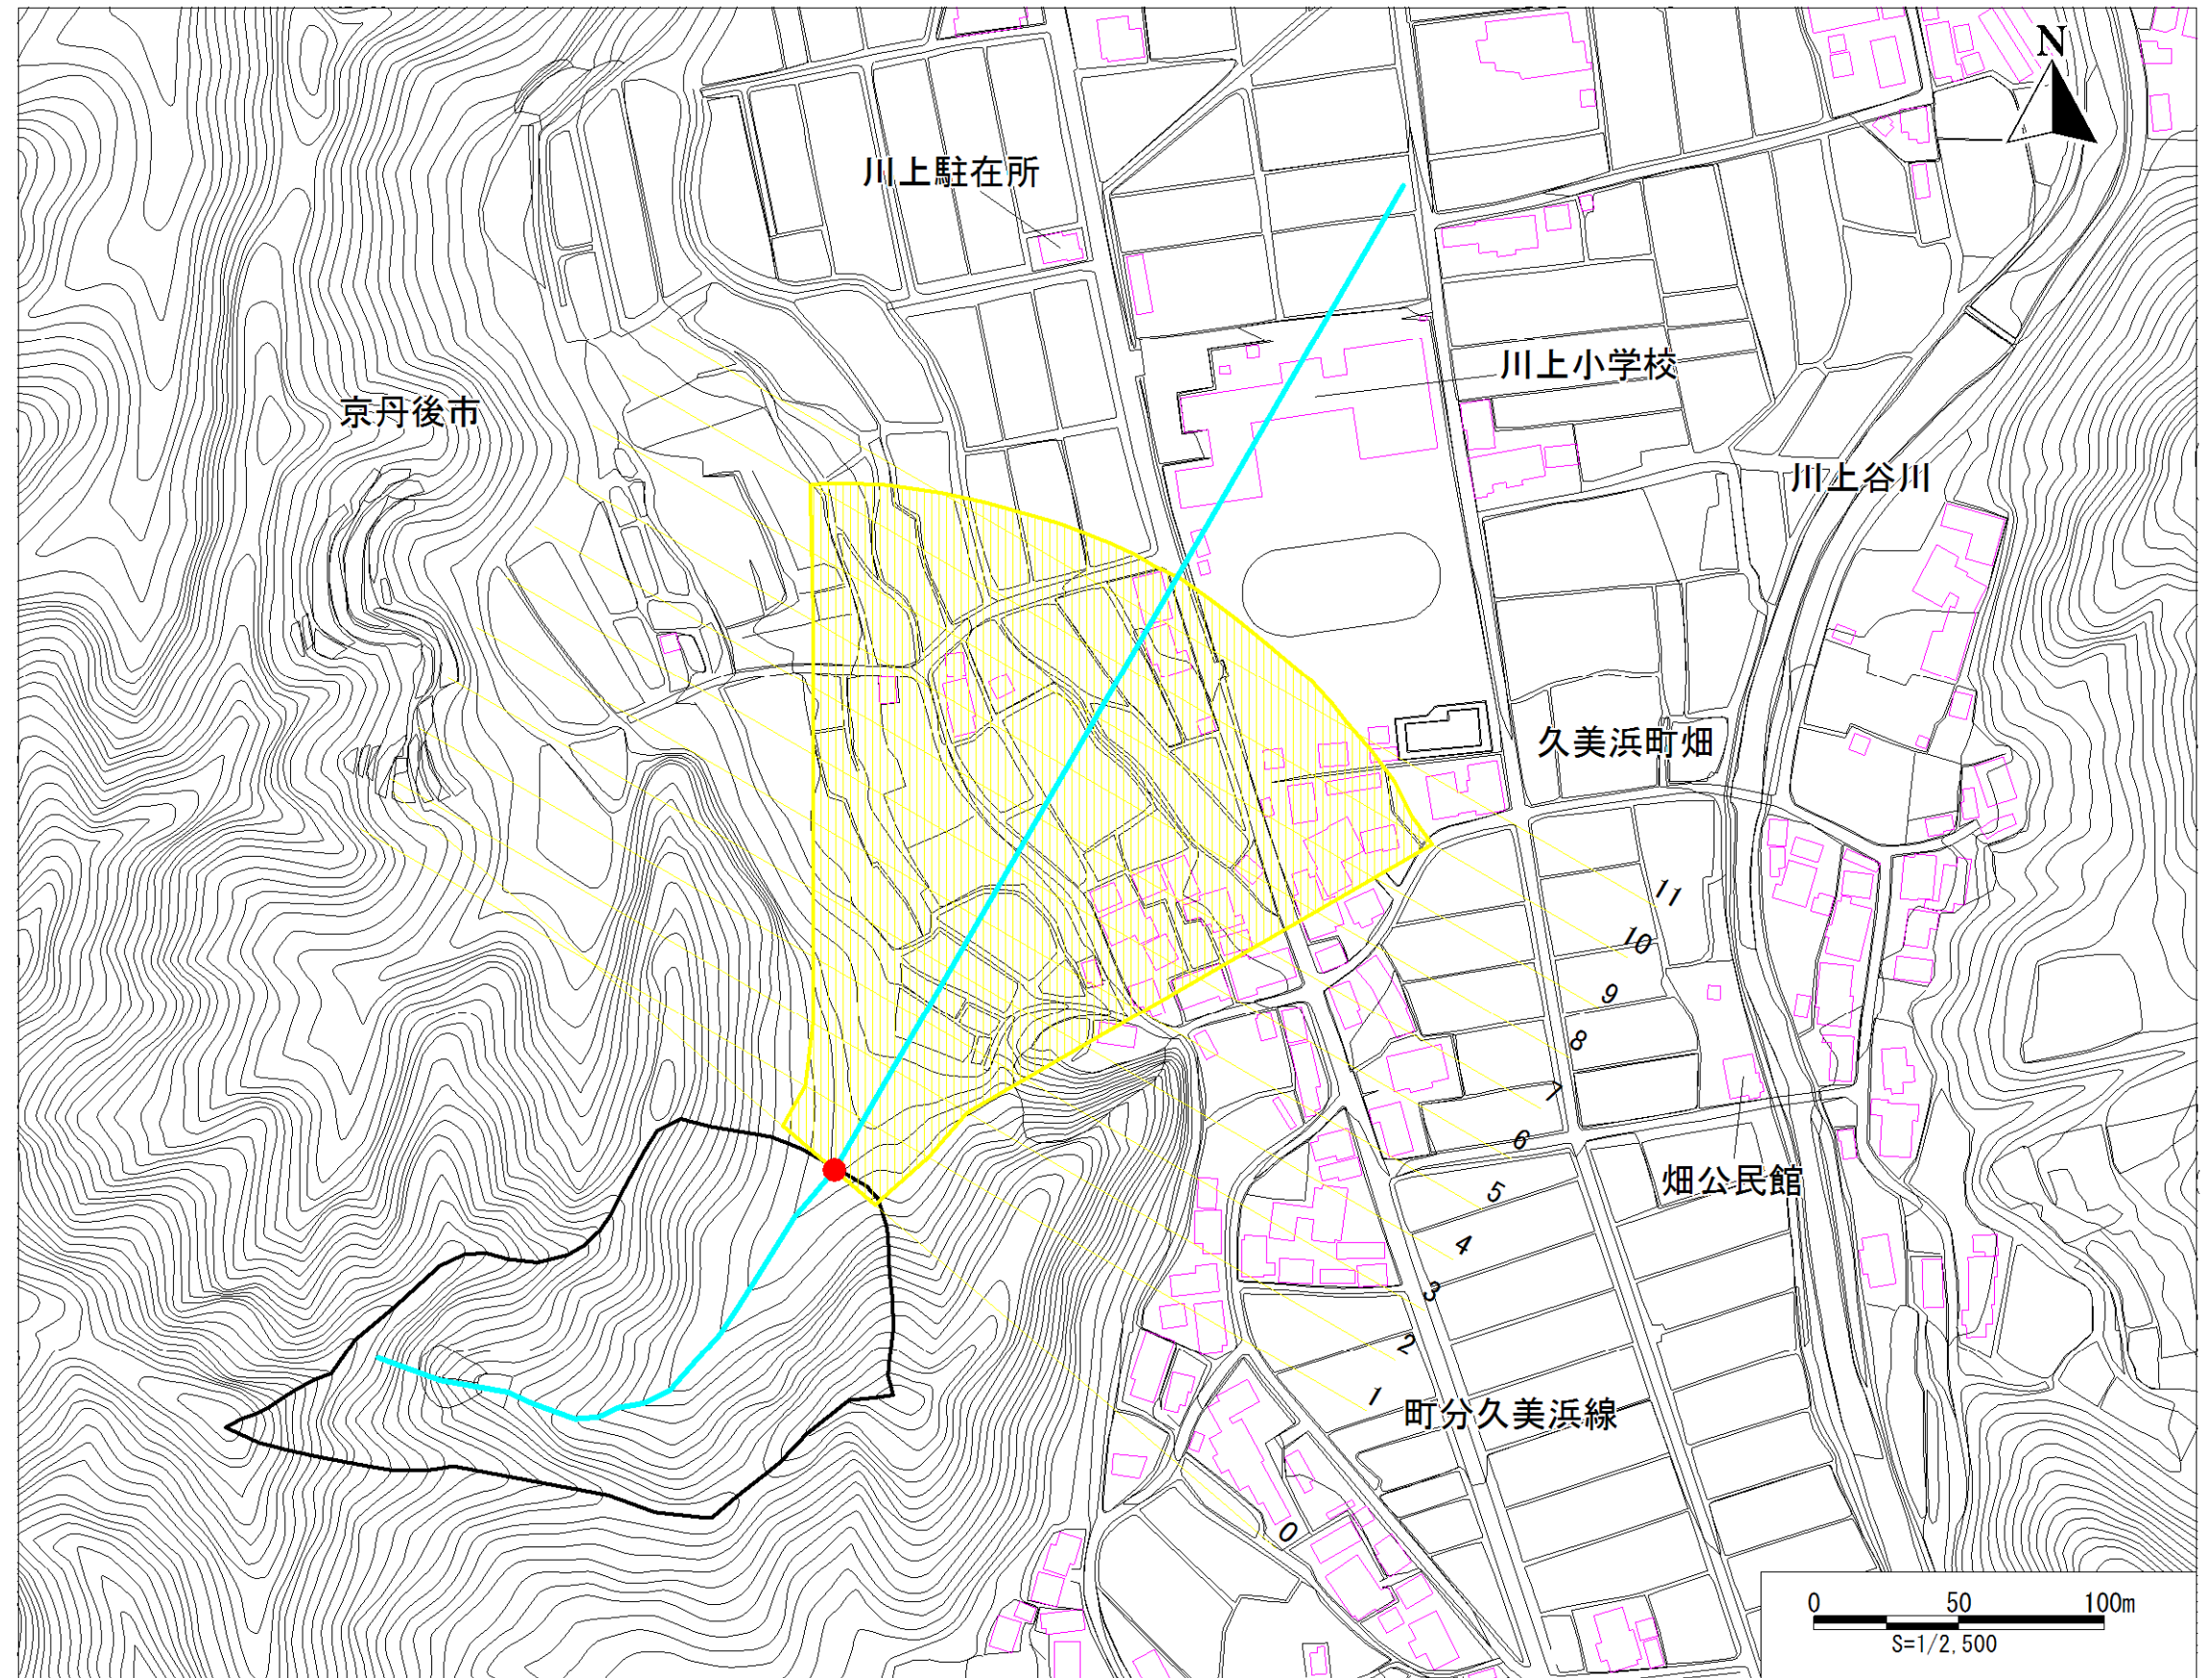 N
川上駐在所
川上小学校
京丹後市
川上谷川
久美浜町畑
11
10
9
8
7
6
畑公民館
5
4
3
2
1
町分久美浜線
0
0 50 100m
S=1/2,500